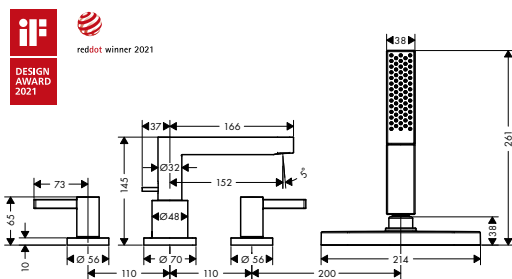 iF
DESIGN
AWARD
2021
reddot winner 2021
38
37
166
261
Ø32
145
5°
152
73
65
Ø48
38
10
Ø 56
Ø 70
Ø 56
214
110
110
200